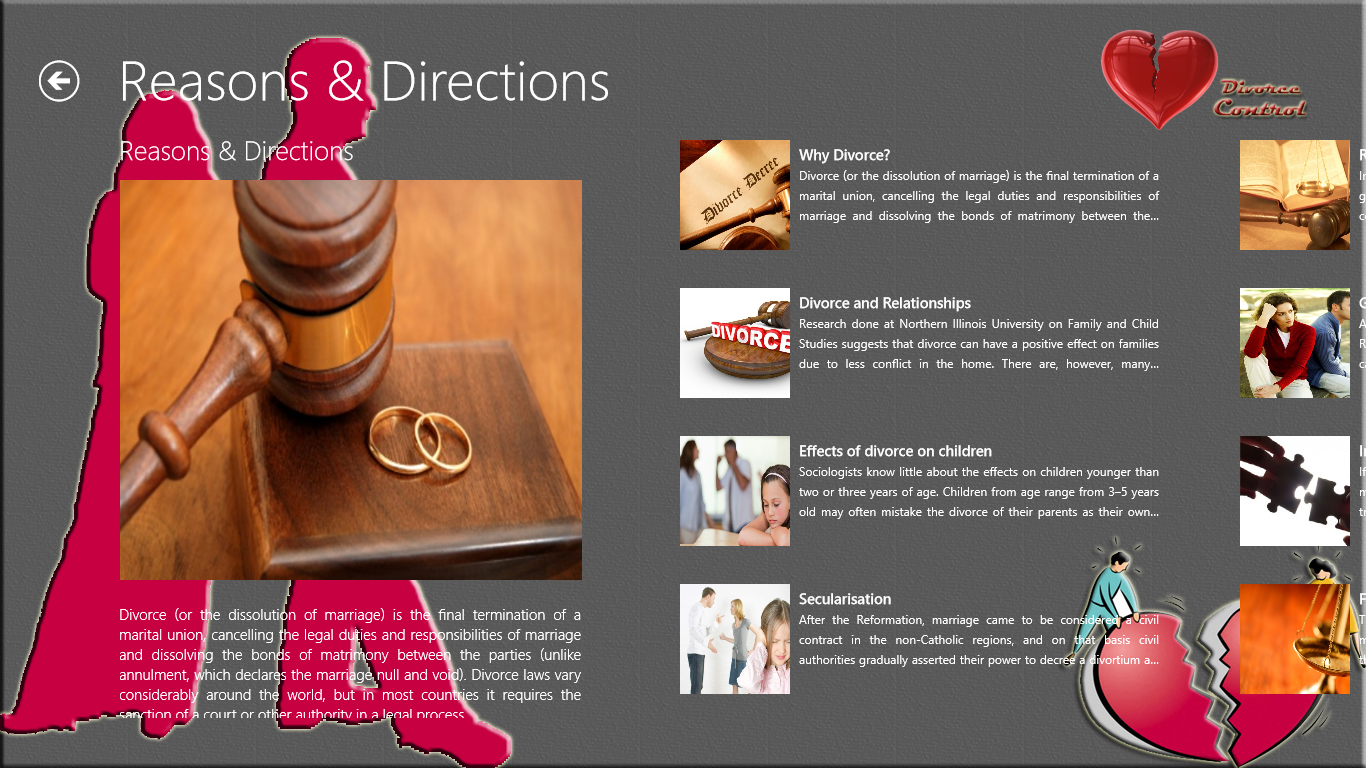 Reasons & Directions
Divorce
Control
Reasons & Directions
Divorce (or the dissolution of marriage) is the final termination of a
marital union, cancelling the legal duties and responsibilities of marriage
and dissolving the bonds of matrimony between the parties (unlike
annulment, which declares the marriage null and void). Divorce laws vary
considerably around the world, but in most countries it requires the
sanction of a court or other authority in a legal process.
Divorce Decree
Why Divorce?
Divorce (or the dissolution of marriage) is the final termination of a
marital union, cancelling the legal duties and responsibilities of
marriage and dissolving the bonds of matrimony between the...
DIVORCE
Divorce and Relationships
Research done at Northern Illinois University on Family and Child
Studies suggests that divorce can have a positive effect on families
due to less conflict in the home. There are, however, many...
Effects of divorce on children
Sociologists know little about the effects on children younger than
two or three years of age. Children from age range from 3–5 years
old may often mistake the divorce of their parents as their own...
Secularisation
After the Reformation, marriage came to be considered a civil
contract in the non-Catholic regions, and on that basis civil
authorities gradually asserted their power to decree a divortium a...